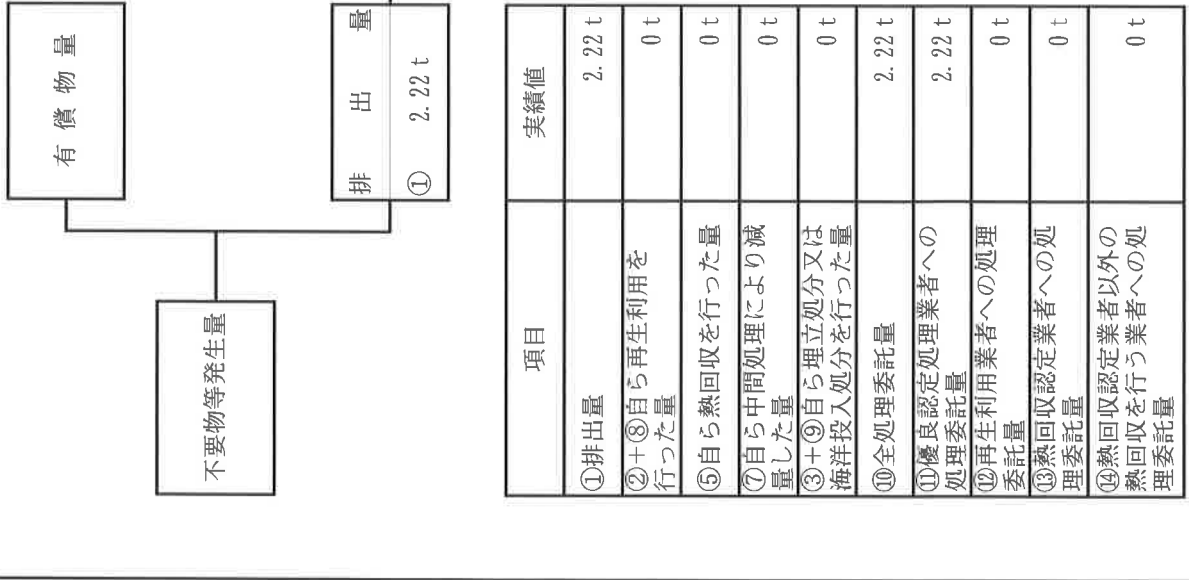 有償物量
不要物等発生量
排出量
① 2.22 t
項目 実績値
①排出量 2.22 t
②+⑧自ら再生利用を
行った量 0 t
⑤自ら熱回収を行った量 0 t
⑦自ら中間処理により減
量した量 0 t
③+⑨自ら埋立処分又は
海洋投入処分を行った量 0 t
⑩全処理委託量 2.22 t
⑪優良認定処理業者への
処理委託量 2.22 t
⑫再生利用業者への処理
委託量 0 t
⑬熱回収認定業者への処
理委託量 0 t
⑭熱回収認定業者以外の
熱回収を行う業者への処
理委託量 0 t